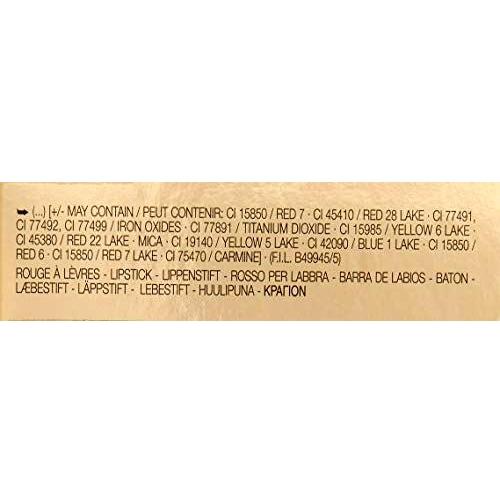 ➥ (...) [+/- MAY CONTAIN / PEUT CONTENIR: CI 15850 / RED 7 · CI 45410 / RED 28 LAKE · CI 77491,
CI 77492, CI 77499 / IRON OXIDES · CI 77891 / TITANIUM DIOXIDE · CI 15985 / YELLOW 6 LAKE ·
CI 45380 / RED 22 LAKE · MICA · CI 19140 / YELLOW 5 LAKE · CI 42090 / BLUE 1 LAKE · CI 15850 /
RED 6 · CI 15850 / RED 7 LAKE · CI 75470 / CARMINE] · (F.I.L. B49945/5)
ROUGE À LÈVRES - LIPSTICK - LIPPENSTIFT - ROSSO PER LABBRA - BARRA DE LABIOS - BATON -
LÆBESTIFT - LÄPPSTIFT - LEBESTIFT - HUULIPUNA - ΚΡΑΓΙΟΝ